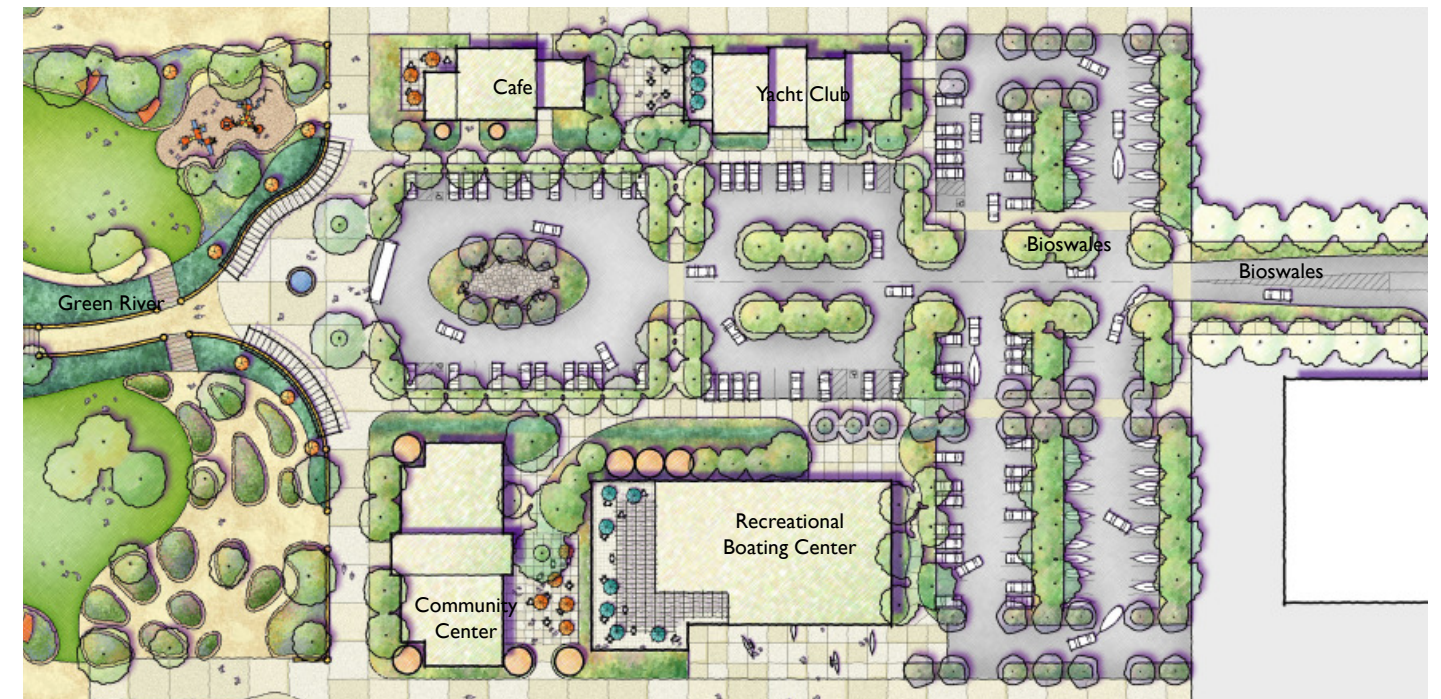 Cafe
Yacht Club
Bioswales
Bioswales
Green River
Recreational
Boating Center
Community
Center